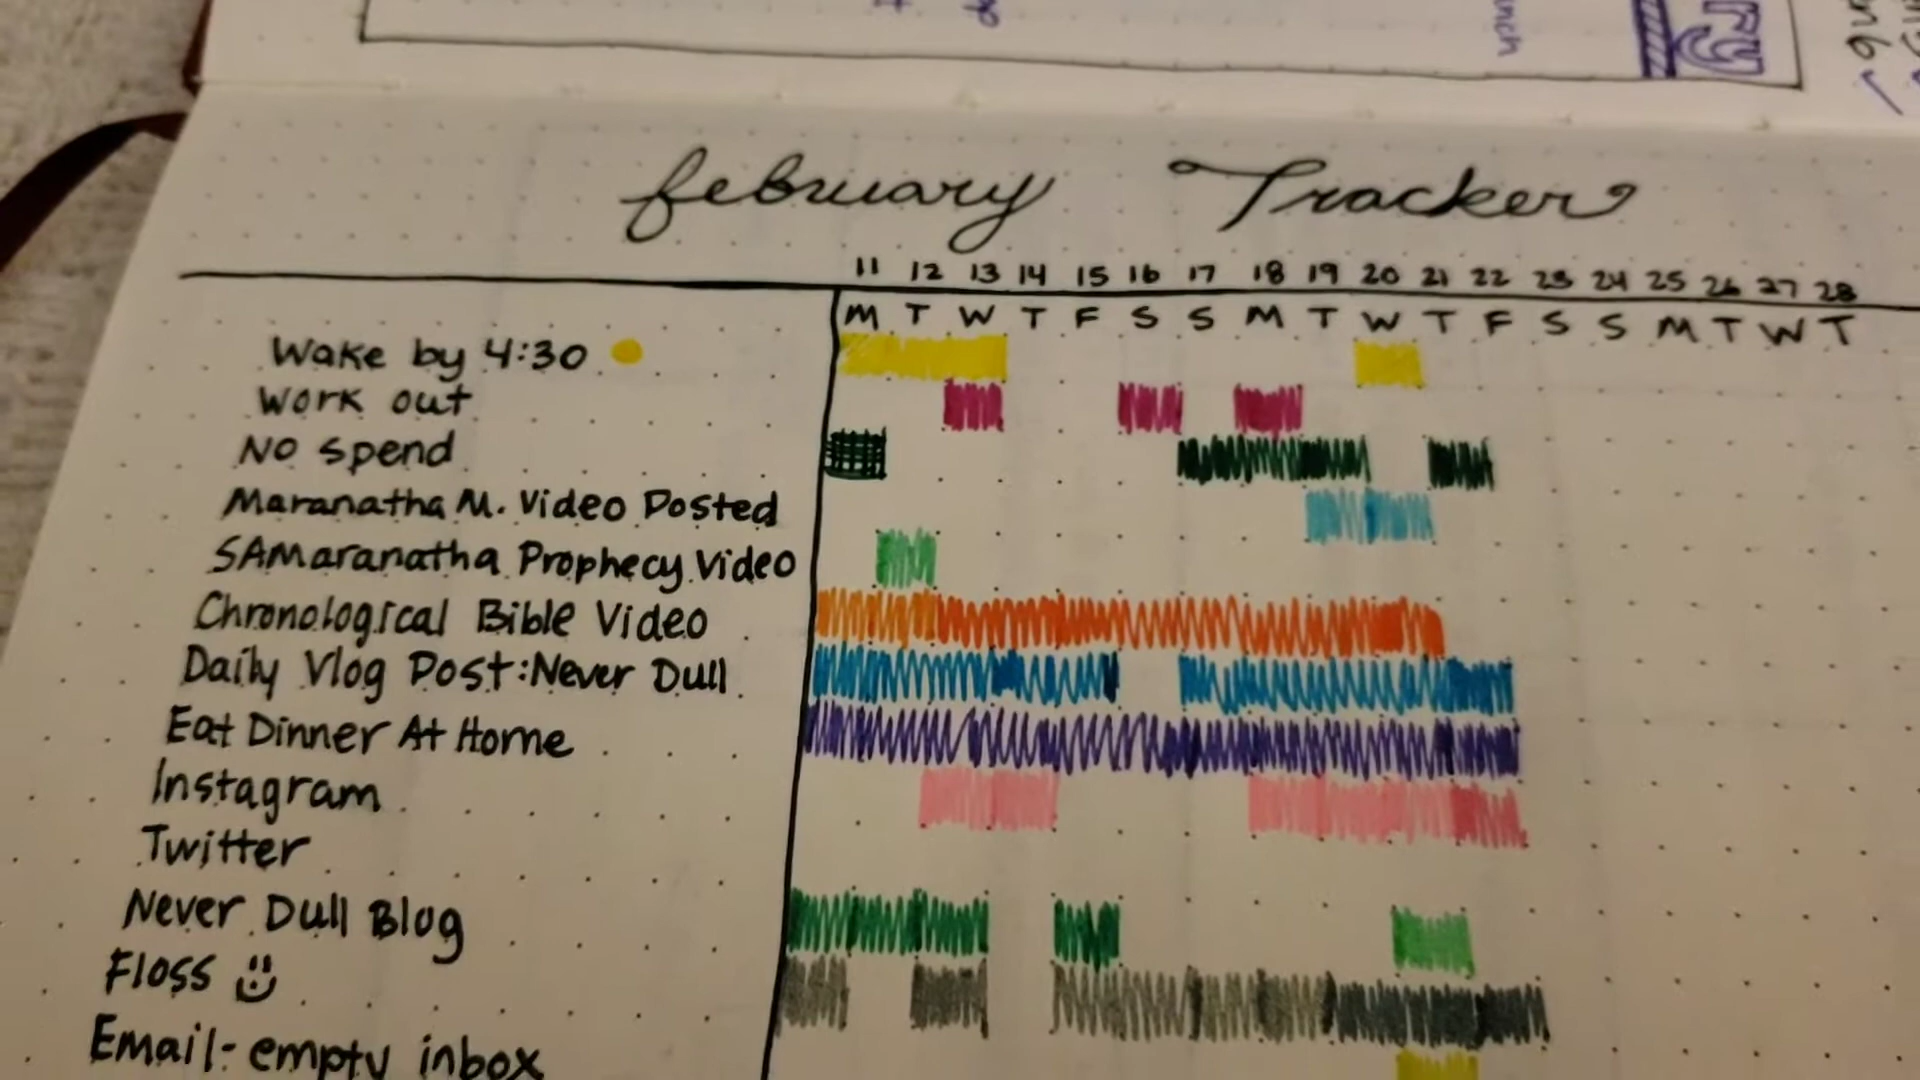 unch
ry
February Tracker
11 12 13 14 15 16 17 18 19 20 21 22 23 24 25 26 27 28
M T W T F S S M T W T F S S M T W T
Wake by 4:30
Work out
No Spend
Maranatha M. Video Posted
SAMaranatha Prophecy Video
Chronological Bible Video
Daily Vlog Post: Never Dull
Eat Dinner At Home
Instagram
Twitter
Never Dull Blog
Floss
Email - empty inbox